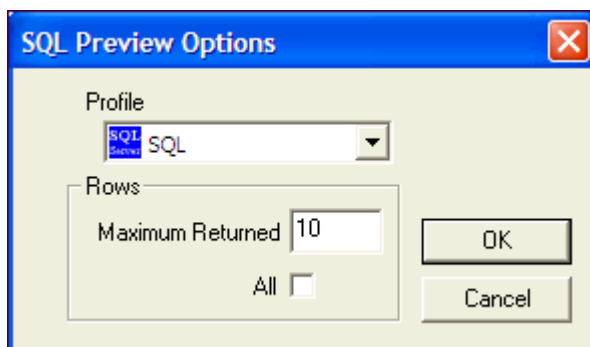 SQL Preview Options
Profile
SQL Server SQL
Rows
Maximum Returned 10
OK
All
Cancel